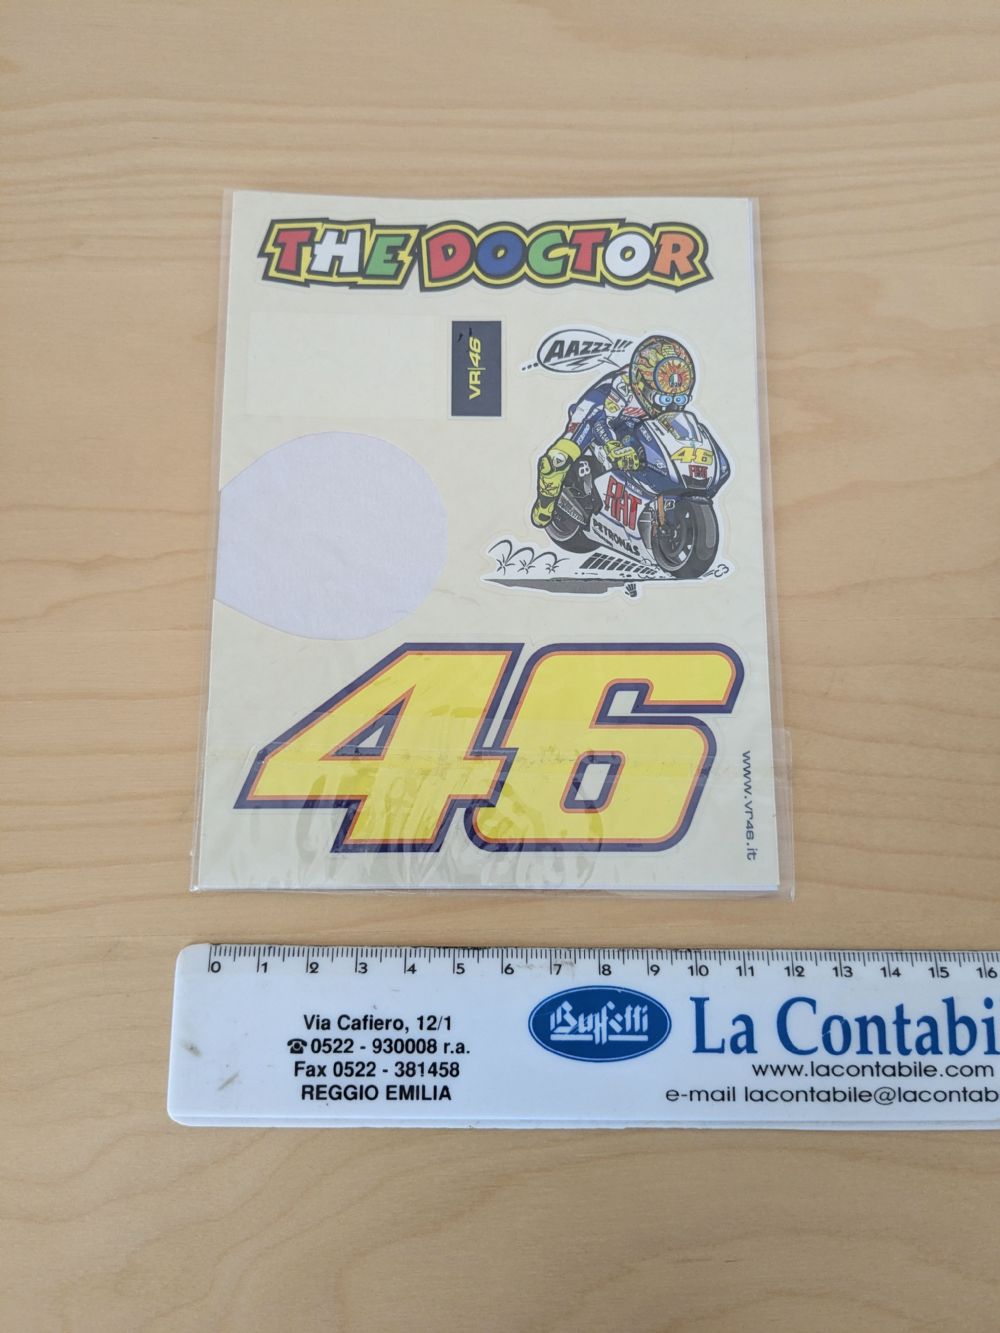 THE DOCTOR
VR|46
AAZZZ!!!
46
FIAT
FIAT
PETRONAS
46
www.vr46.it
0 1 2 3 4 5 6 7 8 9 10 11 12 13 14 15 16
Via Cafiero, 12/1
☎0522 - 930008 r.a.
Fax 0522 - 381458
REGGIO EMILIA
Buffetti
La Contabi
www.lacontabile.com
e-mail lacontabile@lacontab